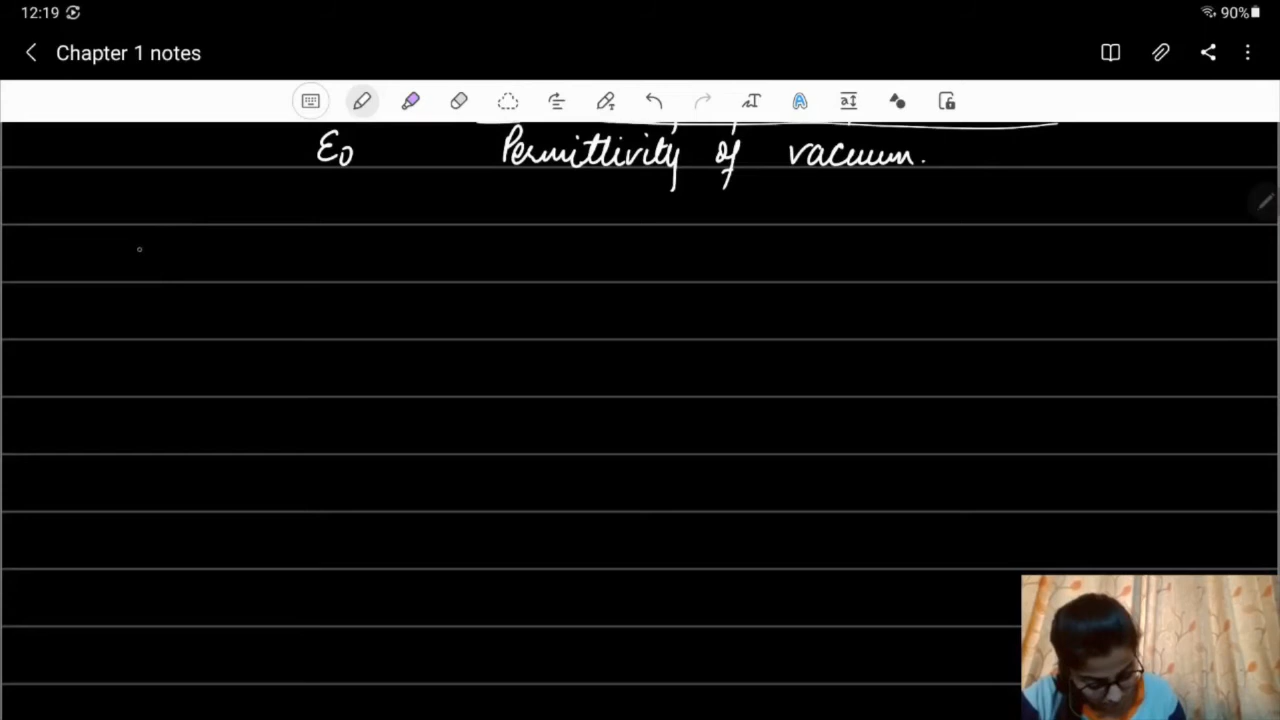 12:19 90%
Chapter 1 notes
ε₀ Permittivity of vacuum.